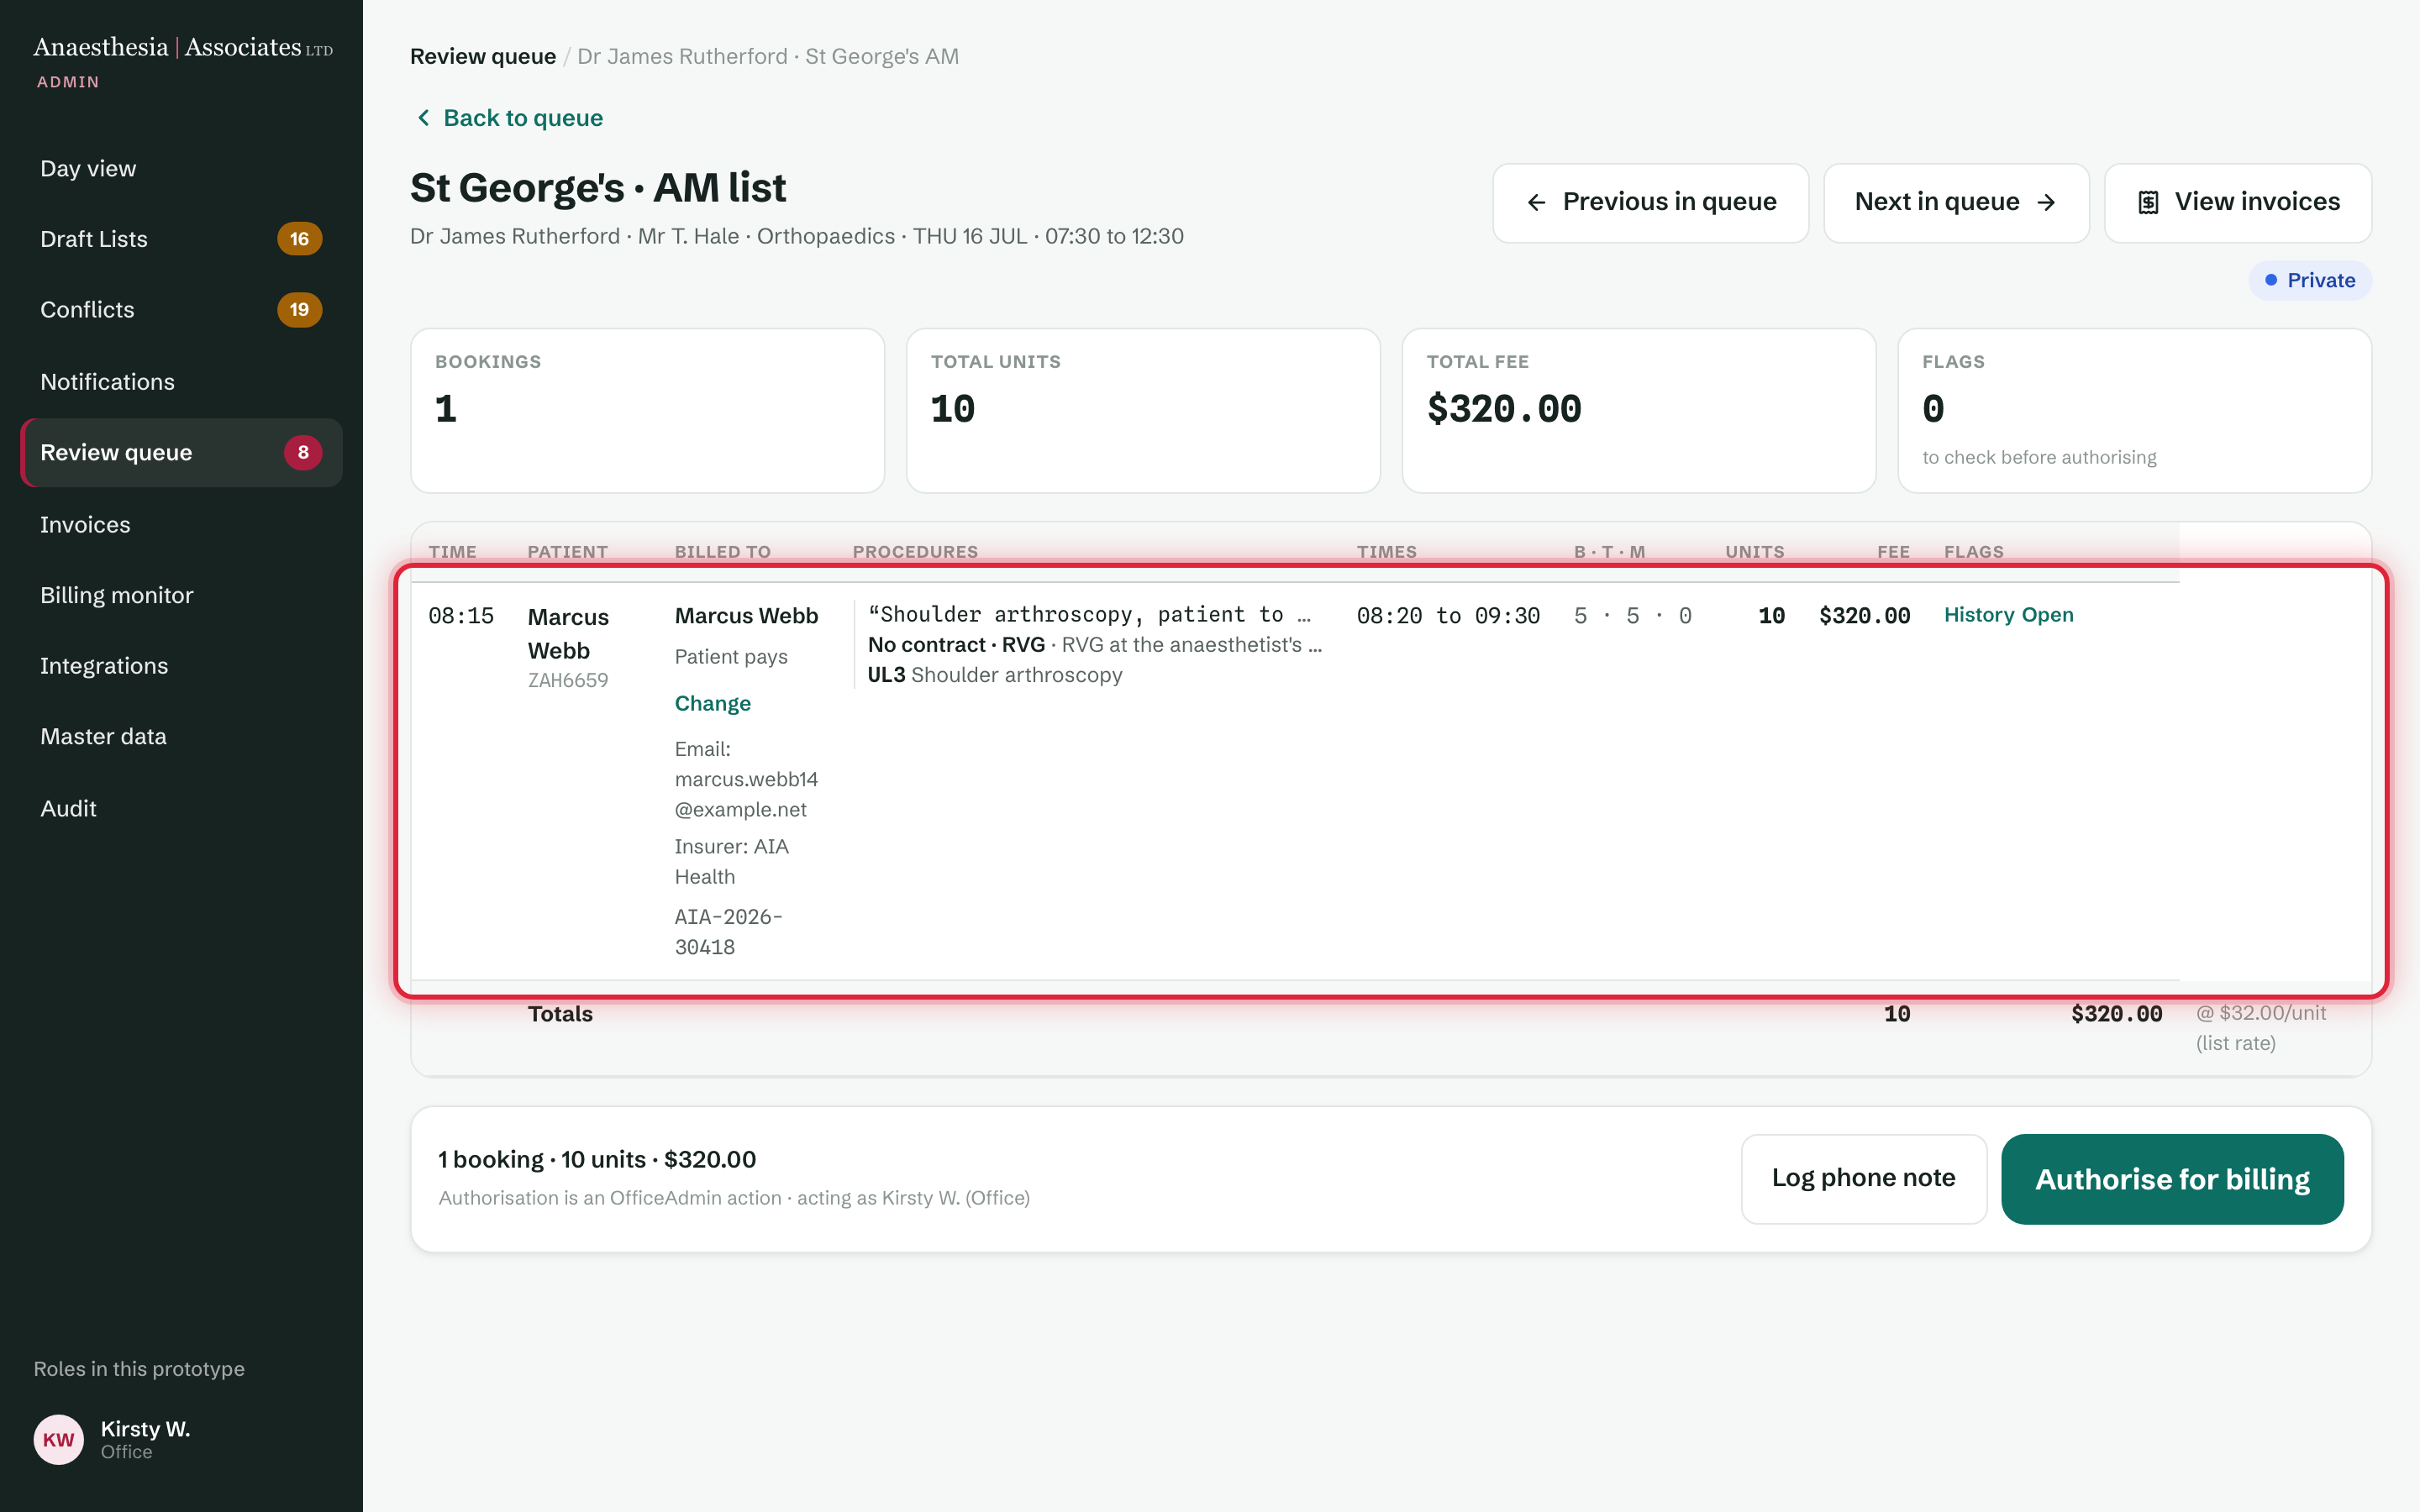 Anaesthesia | Associates LTD
ADMIN
Day view
Draft Lists 16
Conflicts 19
Notifications
Review queue 8
Invoices
Billing monitor
Integrations
Master data
Audit
Roles in this prototype
KW
Kirsty W.
Office
Review queue / Dr James Rutherford · St George's AM
Back to queue
St George's · AM list
Dr James Rutherford · Mr T. Hale · Orthopaedics · THU 16 JUL · 07:30 to 12:30
← Previous in queue
Next in queue →
View invoices
Private
BOOKINGS
1
TOTAL UNITS
10
TOTAL FEE
$320.00
FLAGS
0
to check before authorising
TIME PATIENT BILLED TO PROCEDURES TIMES B · T · M UNITS FEE FLAGS
08:15
Marcus
Webb
ZAH6659
Marcus Webb
Patient pays
Change
Email:
marcus.webb14
@example.net
Insurer: AIA
Health
AIA-2026-
30418
“Shoulder arthroscopy, patient to …
No contract · RVG · RVG at the anaesthetist's …
UL3 Shoulder arthroscopy
08:20 to 09:30
5 · 5 · 0
10
$320.00
History Open
Totals 10 $320.00 @ $32.00/unit
(list rate)
1 booking · 10 units · $320.00
Authorisation is an OfficeAdmin action · acting as Kirsty W. (Office)
Log phone note
Authorise for billing